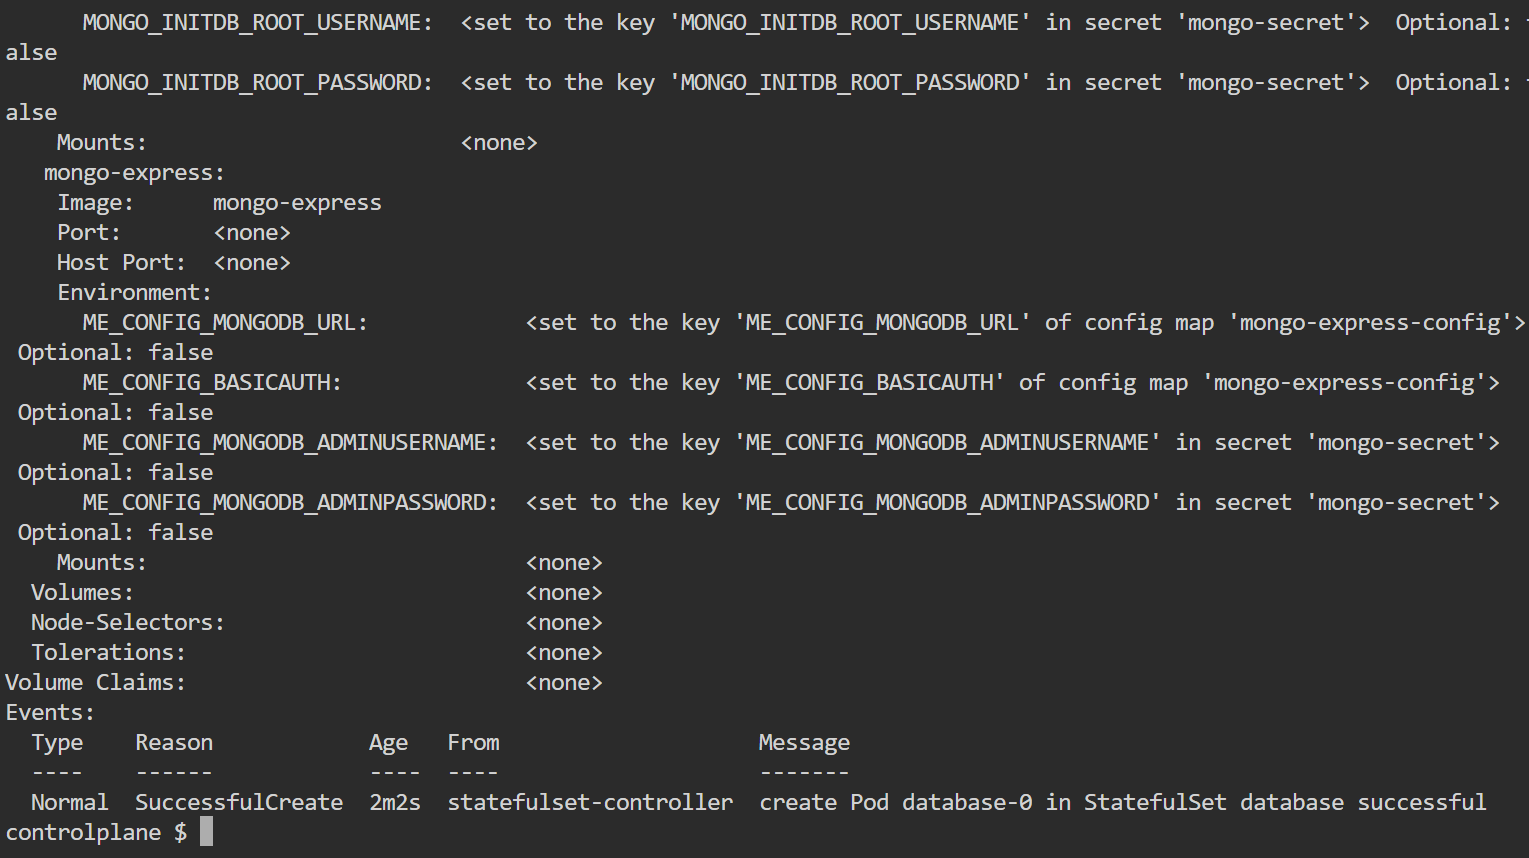 MONGO_INITDB_ROOT_USERNAME:  <set to the key 'MONGO_INITDB_ROOT_USERNAME' in secret 'mongo-secret'>  Optional:
alse
MONGO_INITDB_ROOT_PASSWORD:  <set to the key 'MONGO_INITDB_ROOT_PASSWORD' in secret 'mongo-secret'>  Optional:
alse
Mounts:                        <none>
mongo-express:
Image:      mongo-express
Port:       <none>
Host Port:  <none>
Environment:
ME_CONFIG_MONGODB_URL:            <set to the key 'ME_CONFIG_MONGODB_URL' of config map 'mongo-express-config'>
Optional: false
ME_CONFIG_BASICAUTH:              <set to the key 'ME_CONFIG_BASICAUTH' of config map 'mongo-express-config'>
Optional: false
ME_CONFIG_MONGODB_ADMINUSERNAME:  <set to the key 'ME_CONFIG_MONGODB_ADMINUSERNAME' in secret 'mongo-secret'>
Optional: false
ME_CONFIG_MONGODB_ADMINPASSWORD:  <set to the key 'ME_CONFIG_MONGODB_ADMINPASSWORD' in secret 'mongo-secret'>
Optional: false
Mounts:                             <none>
Volumes:                              <none>
Node-Selectors:                       <none>
Tolerations:                          <none>
Volume Claims:                          <none>
Events:
Type    Reason            Age   From                    Message
----    ------            ----  ----                    -------
Normal  SuccessfulCreate  2m2s  statefulset-controller  create Pod database-0 in StatefulSet database successful
controlplane $